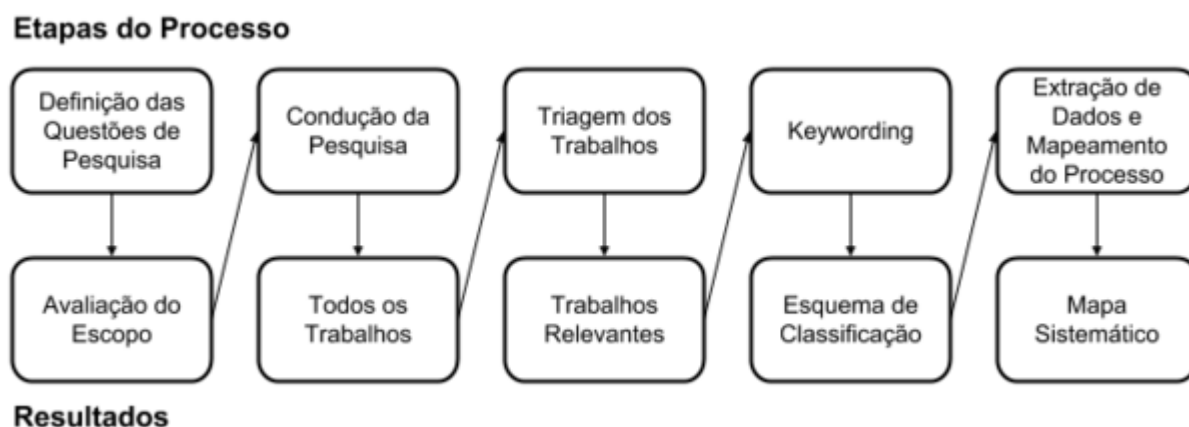 Etapas do Processo
Definição das
Questões de
Pesquisa
Condução da
Pesquisa
Triagem dos
Trabalhos
Keywording
Extração de
Dados e
Mapeamento
do Processo
Avaliação do
Escopo
Todos os
Trabalhos
Trabalhos
Relevantes
Esquema de
Classificação
Mapa
Sistemático
Resultados